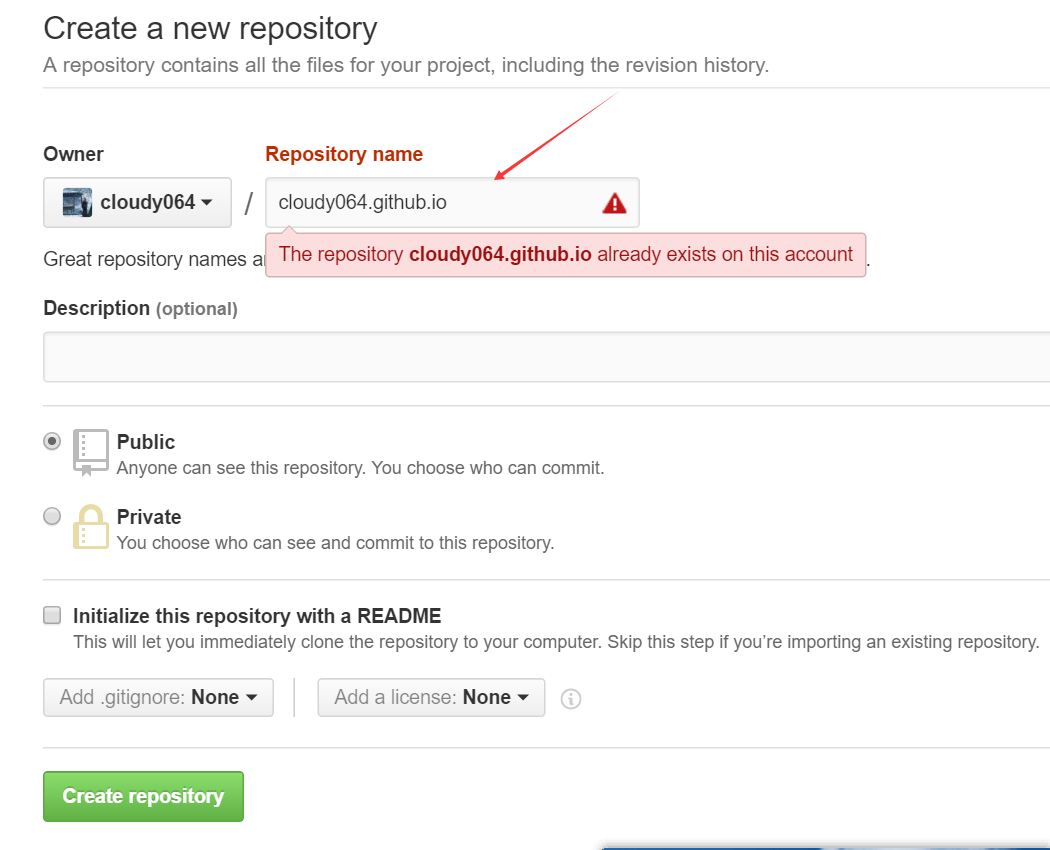 Create a new repository
A repository contains all the files for your project, including the revision history.
Owner
Repository name
cloudy064
/
cloudy064.github.io
Great repository names a
The repository cloudy064.github.io already exists on this account
.
Description (optional)
Public
Anyone can see this repository. You choose who can commit.
Private
You choose who can see and commit to this repository.
Initialize this repository with a README
This will let you immediately clone the repository to your computer. Skip this step if you’re importing an existing repository.
Add .gitignore: None
Add a license: None
Create repository